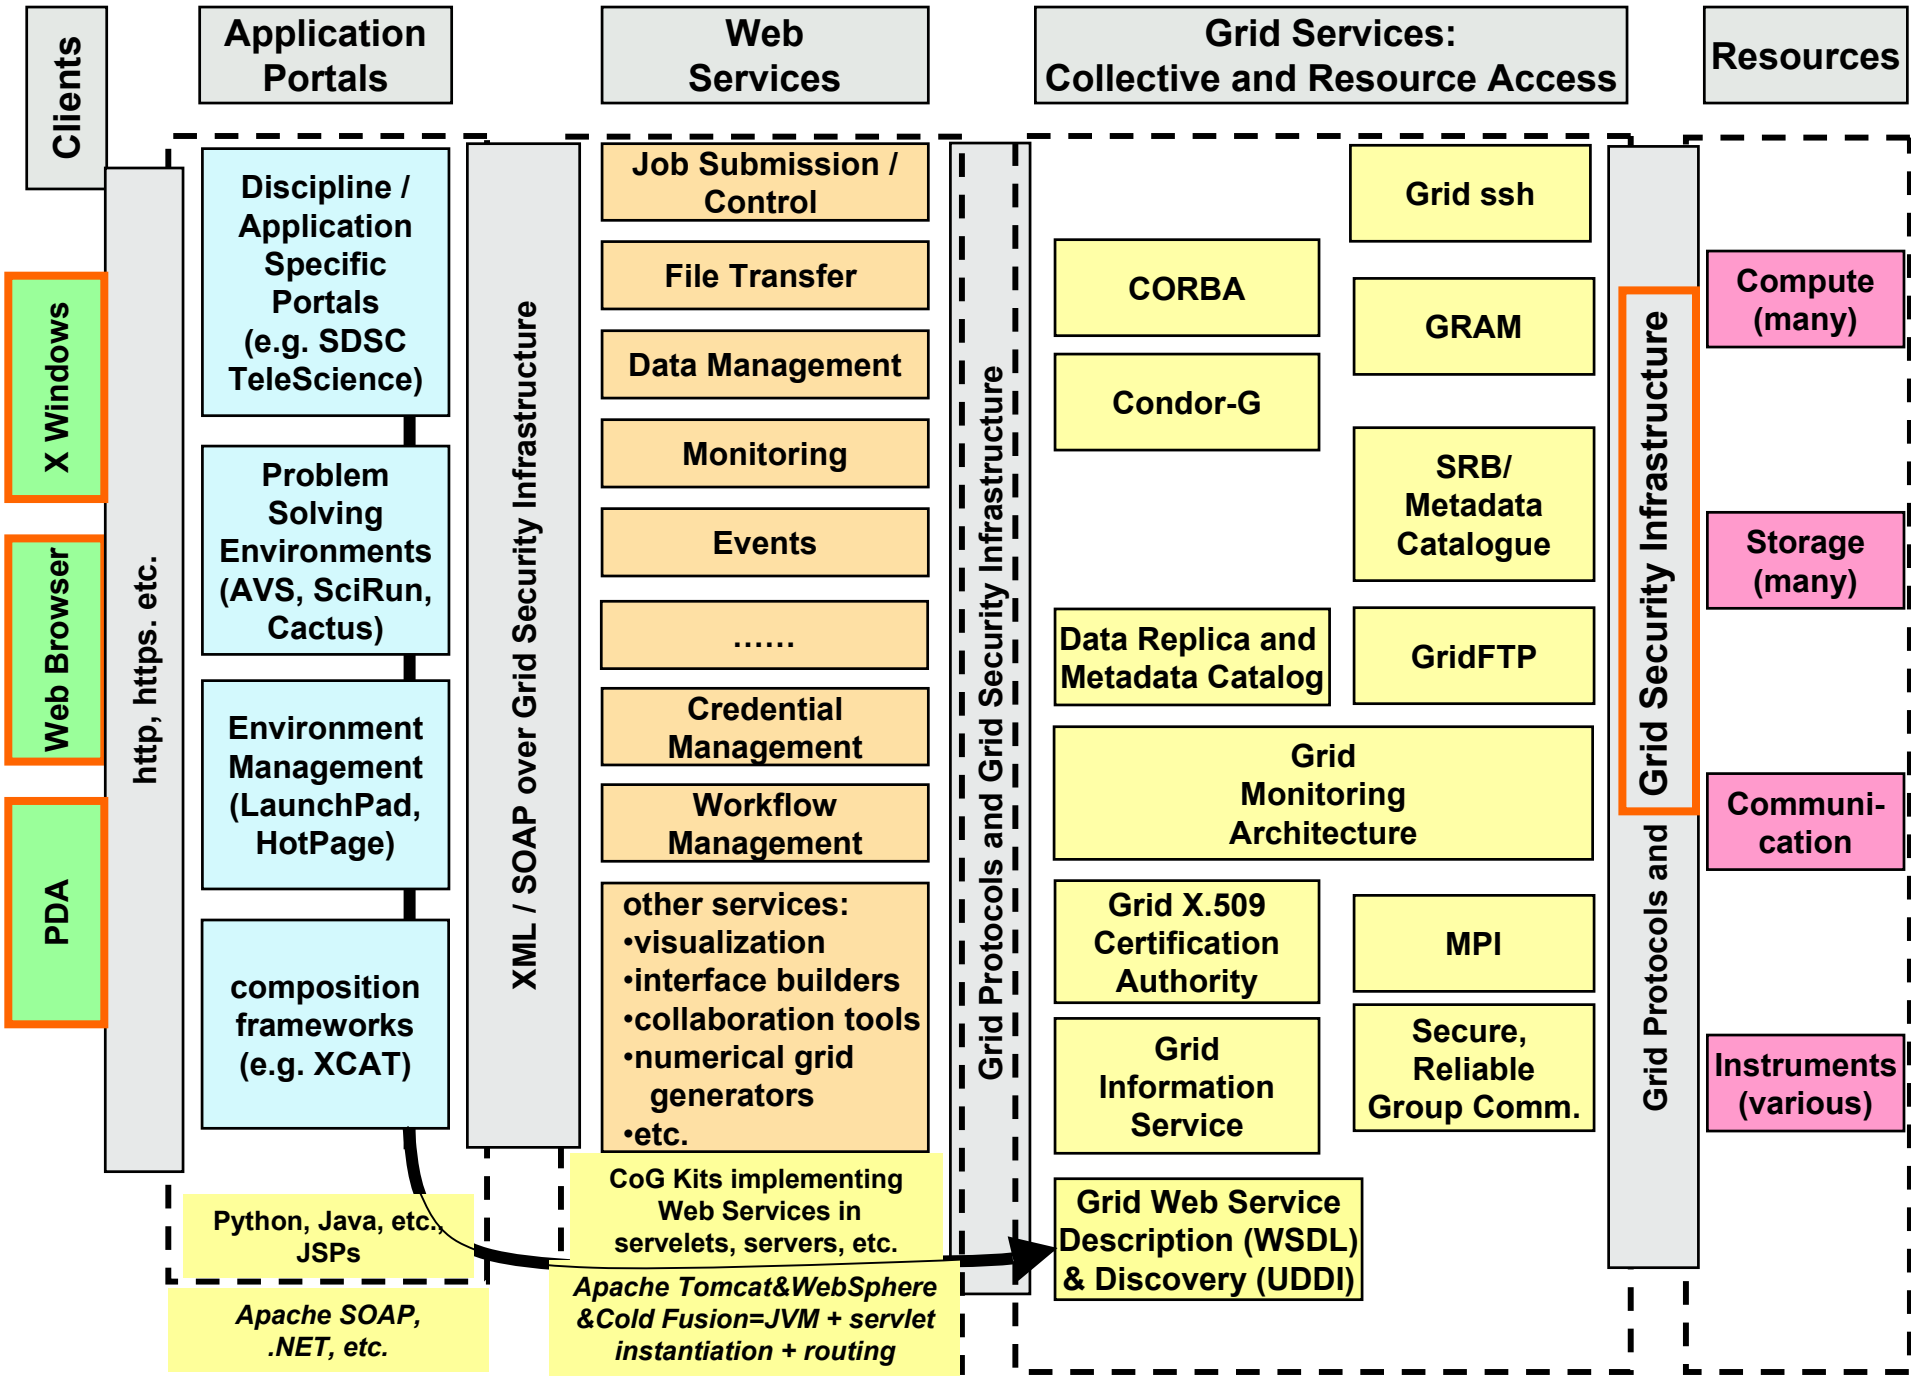 Clients
Application
Portals
Web
Services
Grid Services:
Collective and Resource Access
Resources
X Windows
Web Browser
PDA
http, https. etc.
Discipline /
Application
Specific
Portals
(e.g. SDSC
TeleScience)
Problem
Solving
Environments
(AVS, SciRun,
Cactus)
Environment
Management
(LaunchPad,
HotPage)
composition
frameworks
(e.g. XCAT)
Python, Java, etc.,
JSPs
Apache SOAP,
.NET, etc.
XML / SOAP over Grid Security Infrastructure
Job Submission /
Control
File Transfer
Data Management
Monitoring
Events
......
Credential
Management
Workflow
Management
other services:
•visualization
•interface builders
•collaboration tools
•numerical grid
generators
•etc.
CoG Kits implementing
Web Services in
servelets, servers, etc.
Apache Tomcat&WebSphere
&Cold Fusion=JVM + servlet
instantiation + routing
Grid Protocols and Grid Security Infrastructure
Grid ssh
CORBA
GRAM
Condor-G
SRB/
Metadata
Catalogue
Data Replica and
Metadata Catalog
GridFTP
Grid
Monitoring
Architecture
Grid X.509
Certification
Authority
MPI
Grid
Information
Service
Secure,
Reliable
Group Comm.
Grid Web Service
Description (WSDL)
& Discovery (UDDI)
Grid Protocols and Grid Security Infrastructure
Compute
(many)
Storage
(many)
Communi-
cation
Instruments
(various)